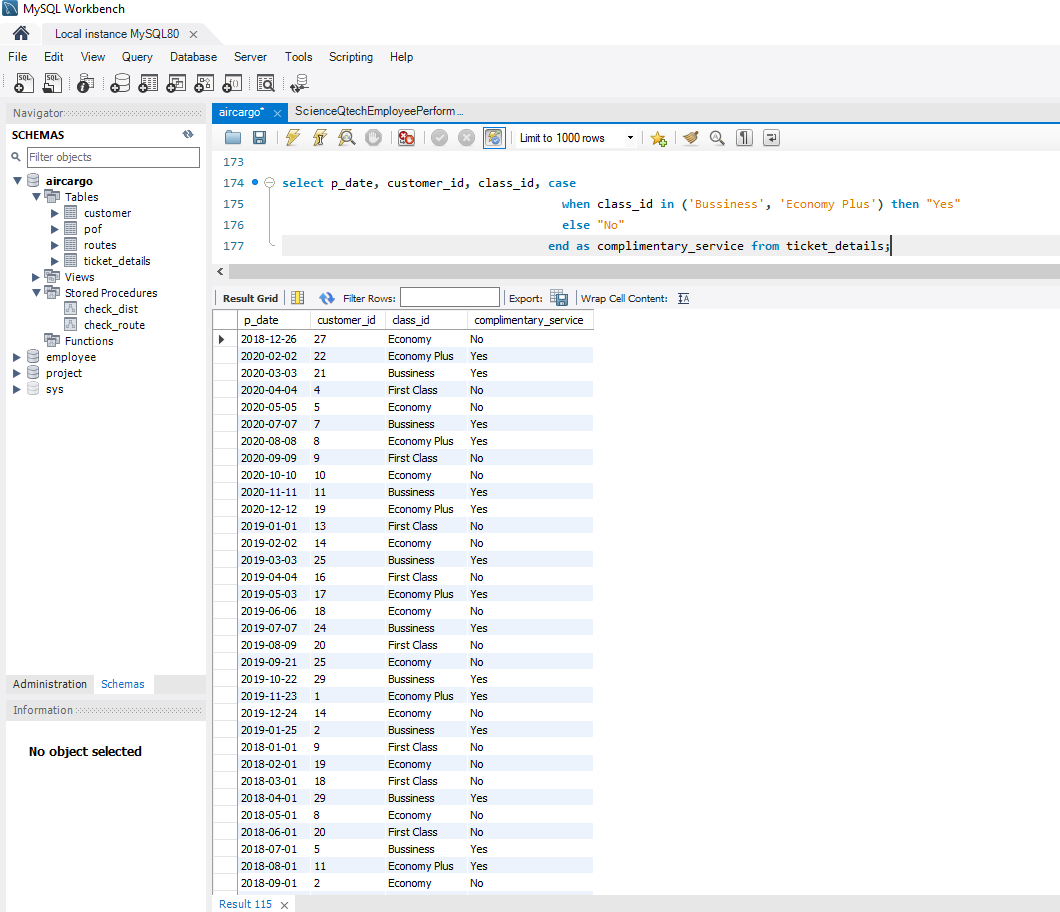 MySQL Workbench
Local instance MySQL80
File Edit View Query Database Server Tools Scripting Help
Navigator
SCHEMAS
Filter objects
aircargo
Tables
customer
pof
routes
ticket_details
Views
Stored Procedures
check_dist
check_route
Functions
employee
project
sys
Administration Schemas
Information
No object selected
aircargo* ScienceQtechEmployeePerform...
Limit to 1000 rows
173
174 select p_date, customer_id, class_id, case
175 when class_id in ('Bussiness', 'Economy Plus') then "Yes"
176 else "No"
177 end as complimentary_service from ticket_details;
Result Grid Filter Rows: Export: Wrap Cell Content:
p_date customer_id class_id complimentary_service
2018-12-26 27 Economy No
2020-02-02 22 Economy Plus Yes
2020-03-03 21 Bussiness Yes
2020-04-04 4 First Class No
2020-05-05 5 Economy No
2020-07-07 7 Bussiness Yes
2020-08-08 8 Economy Plus Yes
2020-09-09 9 First Class No
2020-10-10 10 Economy No
2020-11-11 11 Bussiness Yes
2020-12-12 19 Economy Plus Yes
2019-01-01 13 First Class No
2019-02-02 14 Economy No
2019-03-03 25 Bussiness Yes
2019-04-04 16 First Class No
2019-05-03 17 Economy Plus Yes
2019-06-06 18 Economy No
2019-07-07 24 Bussiness Yes
2019-08-09 20 First Class No
2019-09-21 25 Economy No
2019-10-22 29 Bussiness Yes
2019-11-23 1 Economy Plus Yes
2019-12-24 14 Economy No
2019-01-25 2 Bussiness Yes
2018-01-01 9 First Class No
2018-02-01 19 Economy No
2018-03-01 18 First Class No
2018-04-01 29 Bussiness Yes
2018-05-01 8 Economy No
2018-06-01 20 First Class No
2018-07-01 5 Bussiness Yes
2018-08-01 11 Economy Plus Yes
2018-09-01 2 Economy No
Result 115